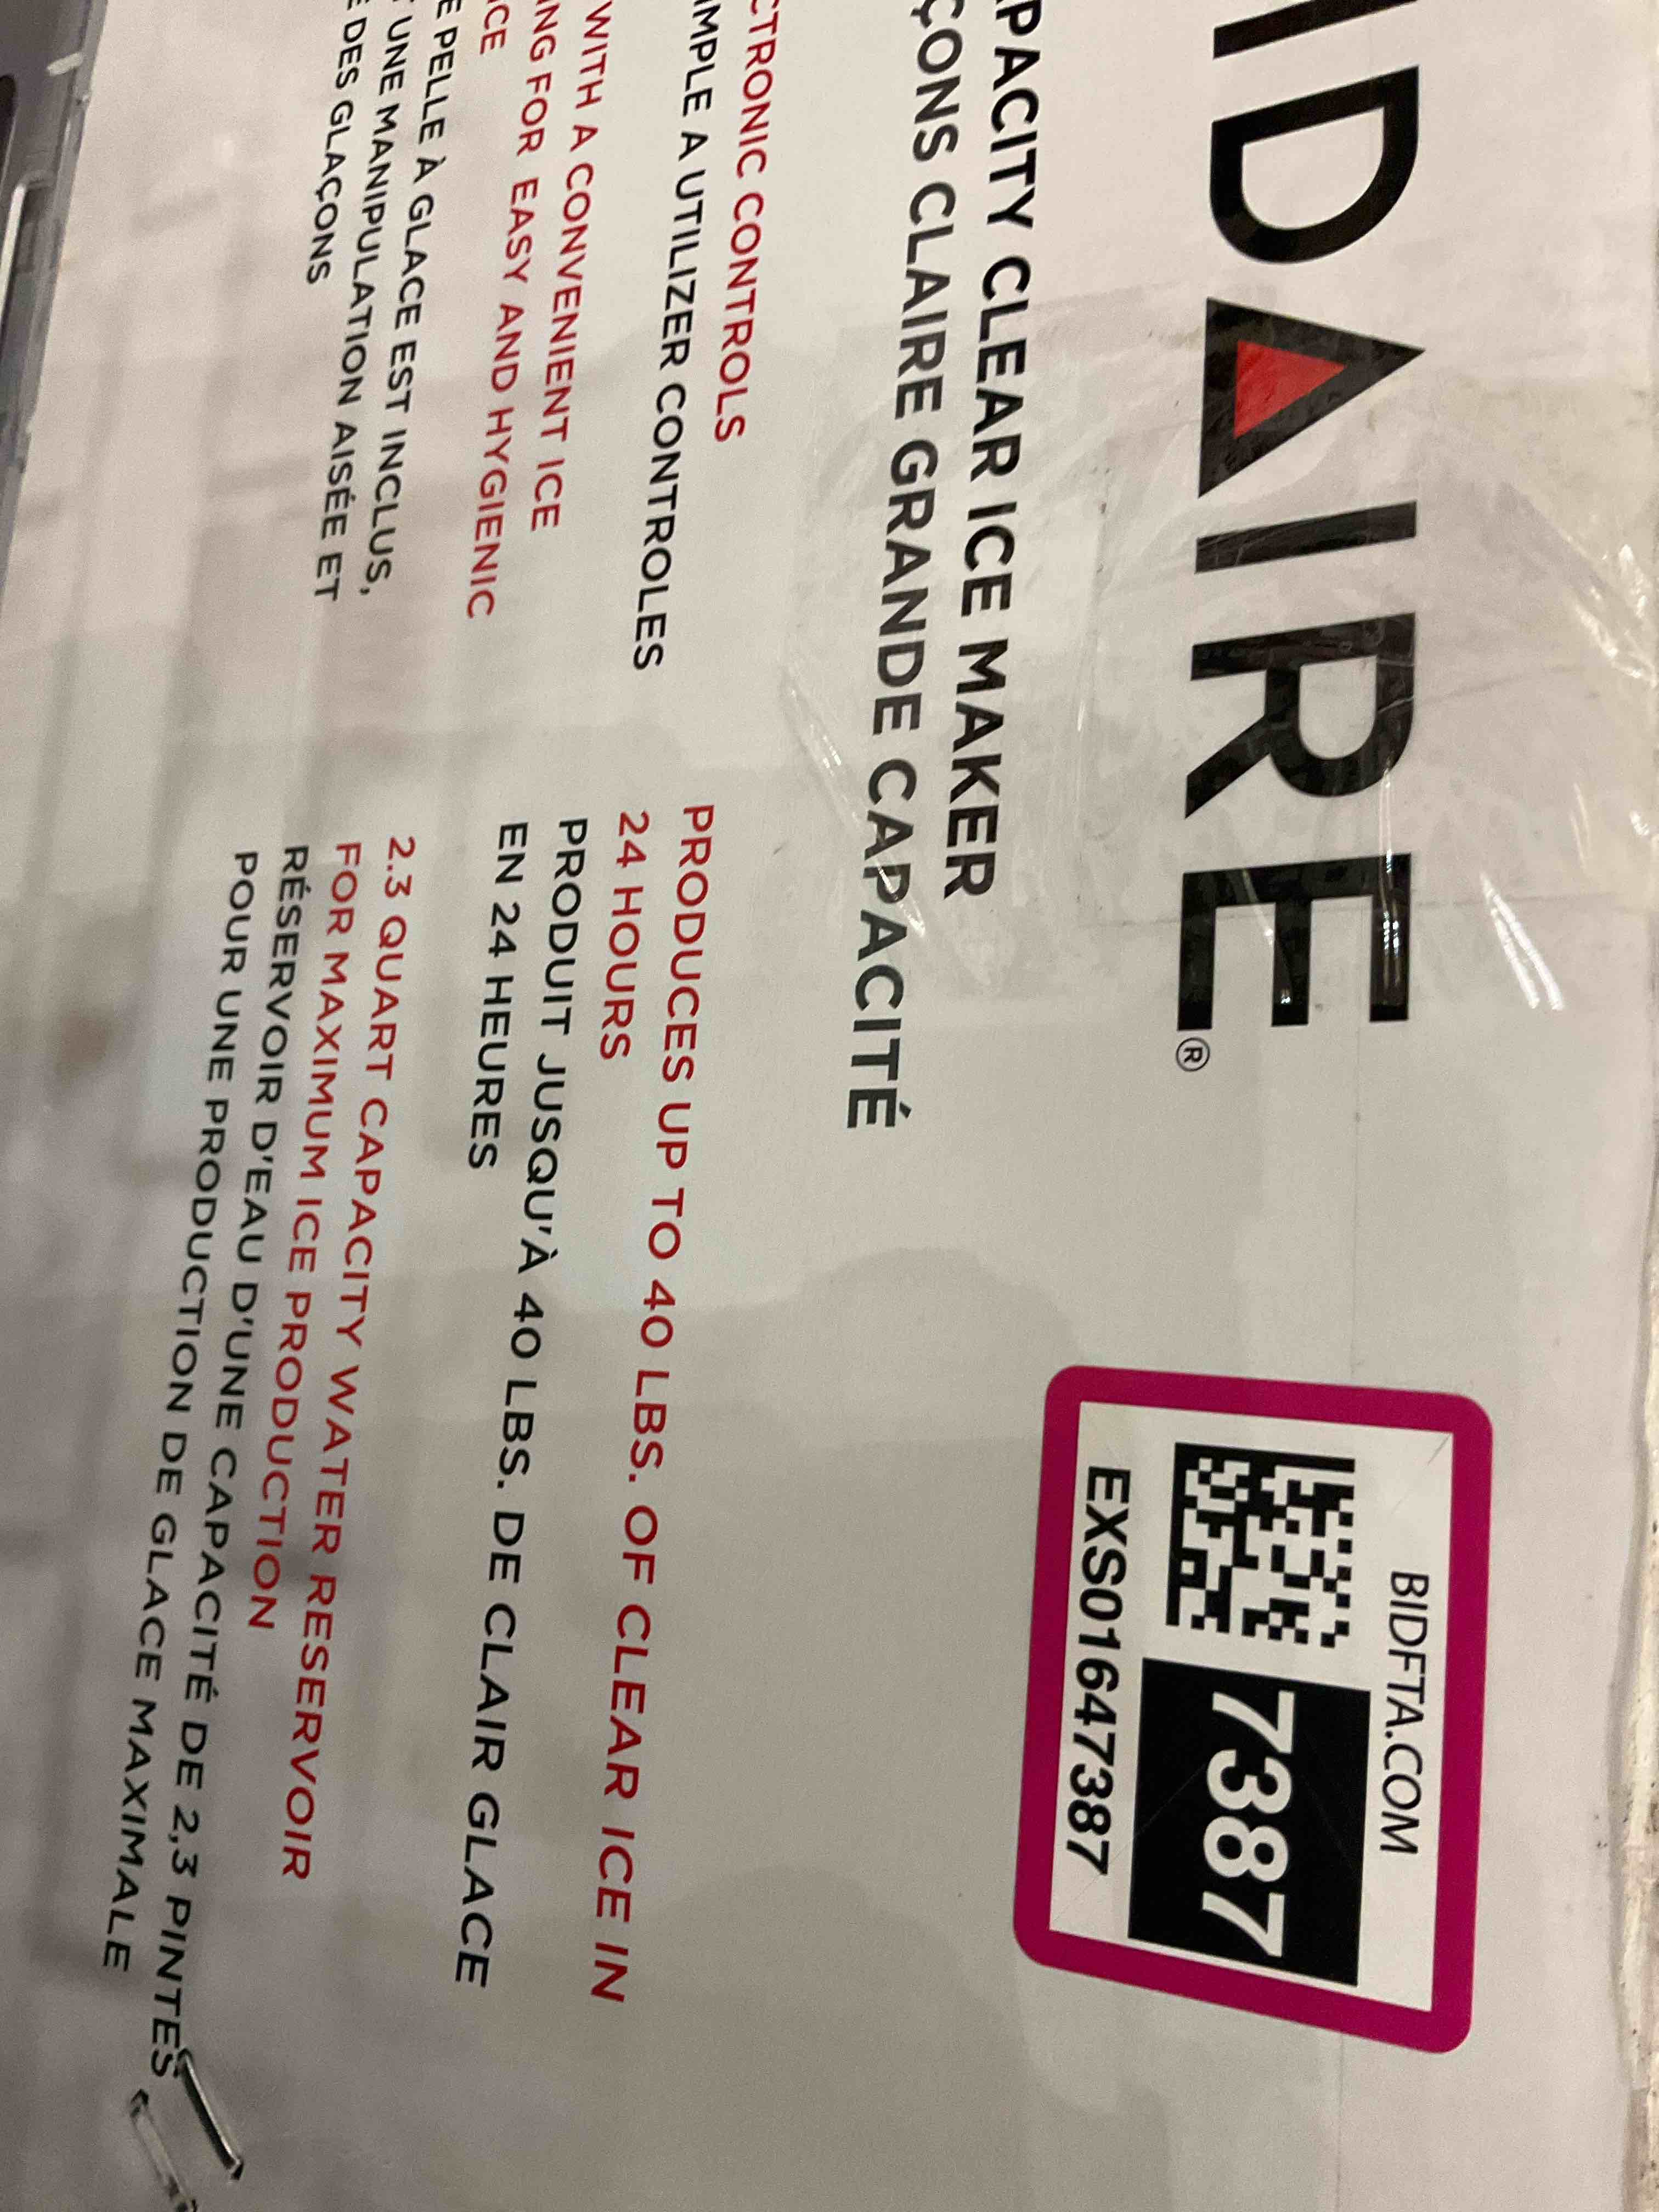 IDAIRE®
PACITY CLEAR ICE MAKER
ÇONS CLAIRE GRANDE CAPACITÉ
CTRONIC CONTROLS
IMPLE A UTILIZER CONTROLES
WITH A CONVENIENT ICE
NG FOR EASY AND HYGIENIC
CE
E PELLE À GLACE EST INCLUS,
UNE MANIPULATION AISÉE ET
E DES GLAÇONS
PRODUCES UP TO 40 LBS. OF CLEAR ICE IN
24 HOURS
PRODUIT JUSQU'À 40 LBS. DE CLAIR GLACE
EN 24 HEURES
2.3 QUART CAPACITY WATER RESERVOIR
FOR MAXIMUM ICE PRODUCTION
RÉSERVOIR D'EAU D'UNE CAPACITÉ DE 2,3 PINTES
POUR UNE PRODUCTION DE GLACE MAXIMALE
BIDFTA.COM
7387
EXS01647387